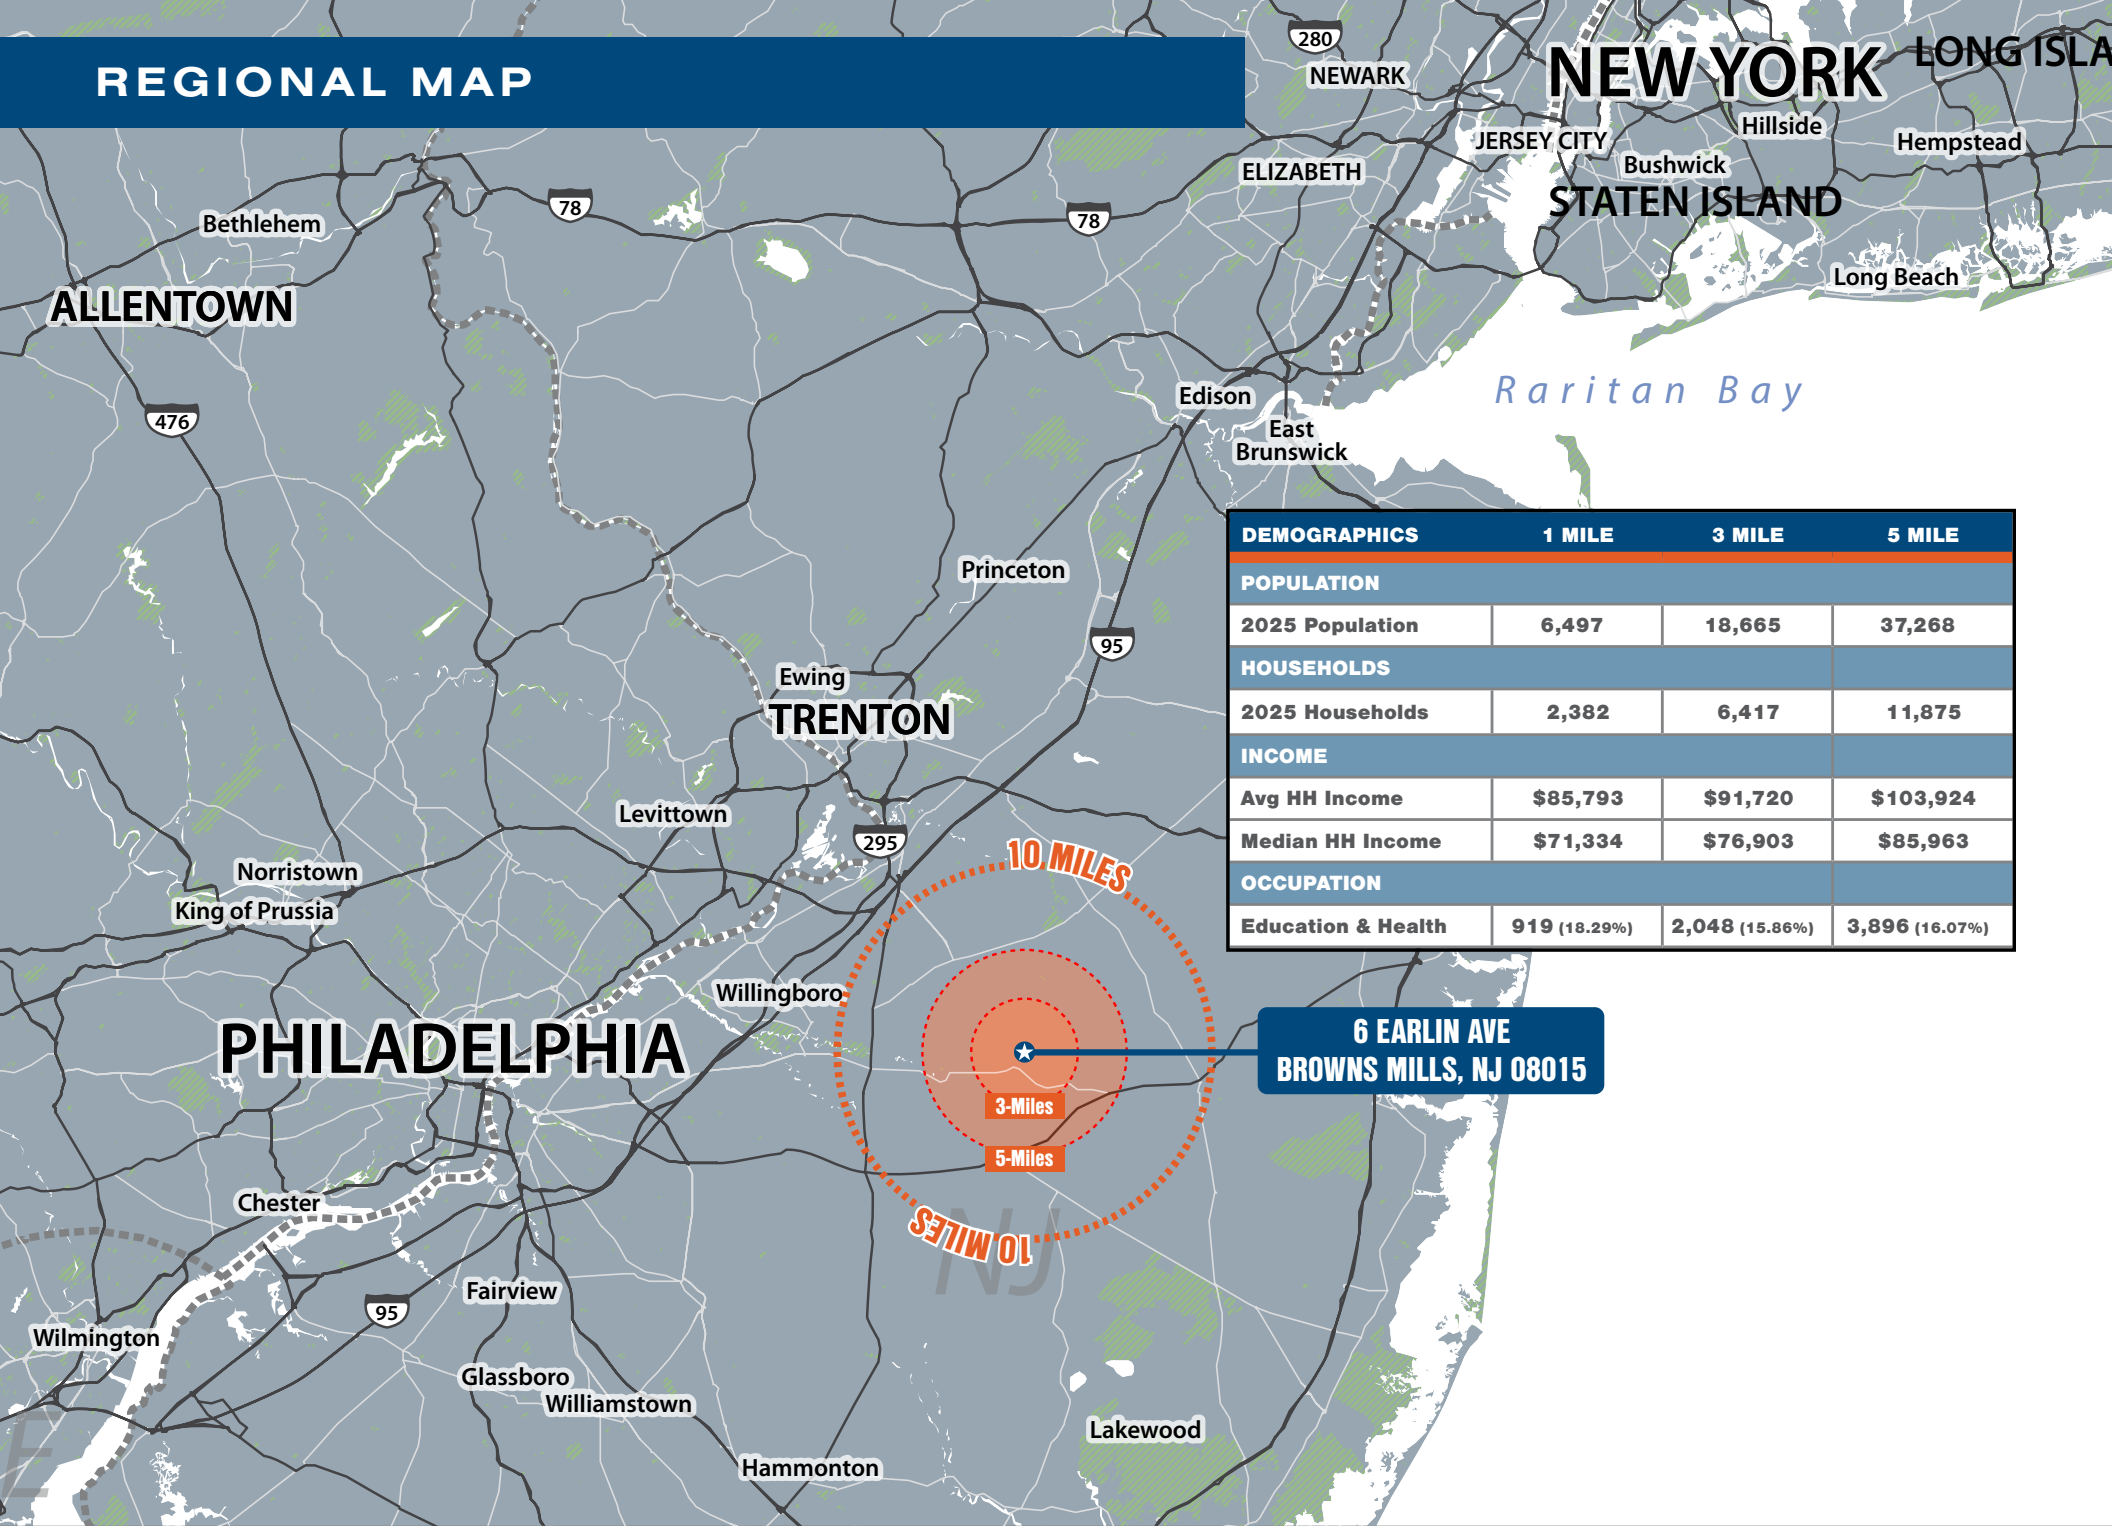 REGIONAL MAP
280
NEWARK
NEW YORK
LONG ISLA
JERSEY CITY
Hillside
Hempstead
ELIZABETH
Bushwick
STATEN ISLAND
78
78
Bethlehem
Long Beach
ALLENTOWN
Raritan Bay
Edison
476
East
Brunswick
Princeton
95
Ewing
TRENTON
Levittown
295
Norristown
King of Prussia
DEMOGRAPHICS 1 MILE 3 MILE 5 MILE
POPULATION
2025 Population 6,497 18,665 37,268
HOUSEHOLDS
2025 Households 2,382 6,417 11,875
INCOME
Avg HH Income $85,793 $91,720 $103,924
Median HH Income $71,334 $76,903 $85,963
OCCUPATION
Education & Health 919 (18.29%) 2,048 (15.86%) 3,896 (16.07%)
10 MILES
Willingboro
PHILADELPHIA
6 EARLIN AVE
BROWNS MILLS, NJ 08015
3-Miles
5-Miles
10 MILES
NJ
Chester
Fairview
95
Wilmington
Glassboro
Williamstown
Lakewood
Hammonton
E